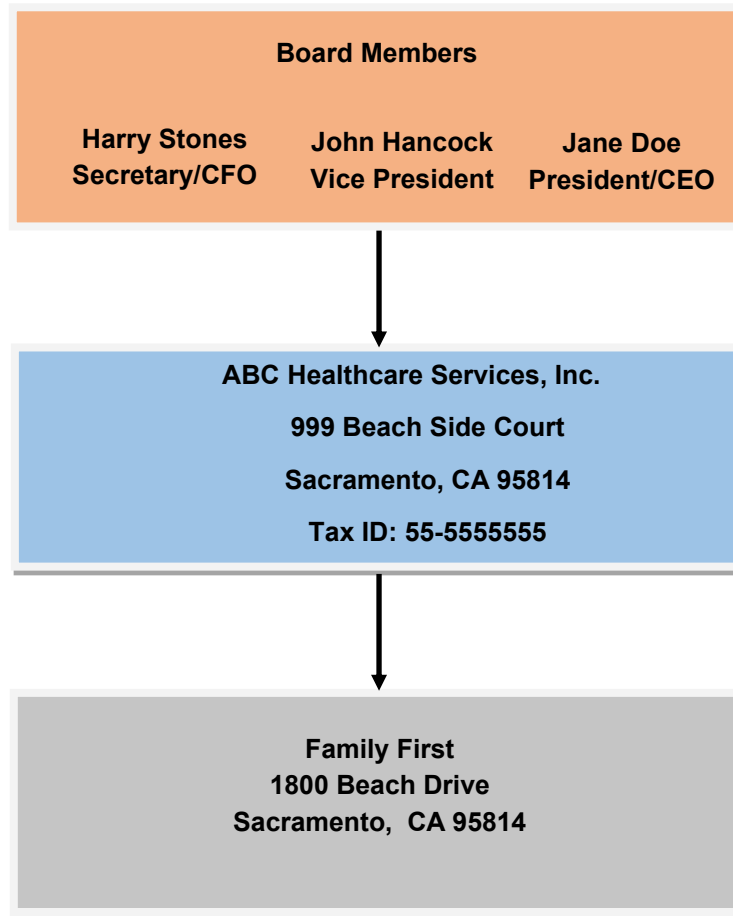 Board Members
Harry Stones
Secretary/CFO
John Hancock
Vice President
Jane Doe
President/CEO
ABC Healthcare Services, Inc.
999 Beach Side Court
Sacramento, CA 95814
Tax ID: 55-5555555
Family First
1800 Beach Drive
Sacramento,  CA 95814